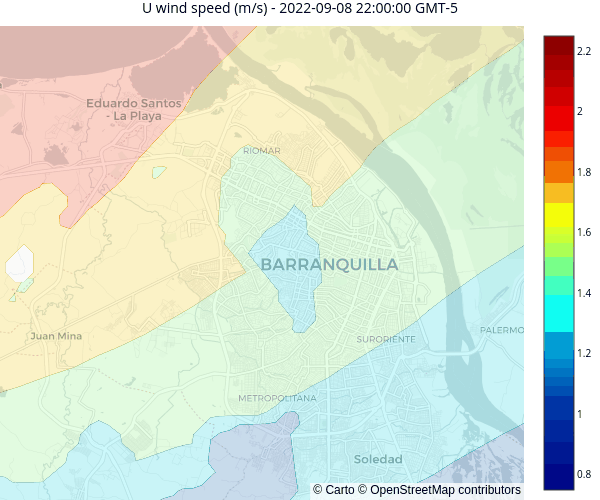 U wind speed (m/s) - 2022-09-08 22:00:00 GMT-5
2.2
Eduardo Santos
- La Playa
2
RIOMAR
1.8
1.6
BARRANQUILLA
1.4
Juan Mina
SURORIENTE
PALERMO
1.2
METROPOLITANA
1
Soledad
0.8
© Carto © OpenStreetMap contributors